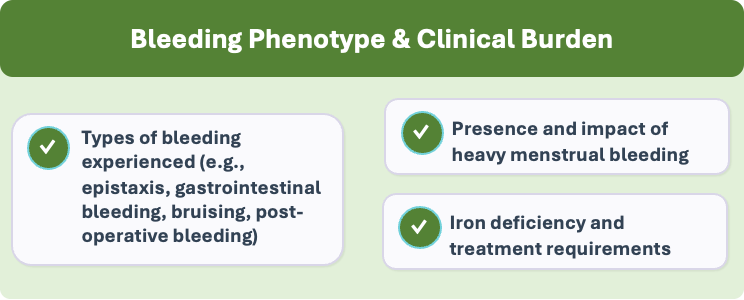 Bleeding Phenotype & Clinical Burden
Types of bleeding
experienced (e.g.,
epistaxis, gastrointestinal
bleeding, bruising, post-
operative bleeding)
Presence and impact of
heavy menstrual bleeding
Iron deficiency and
treatment requirements